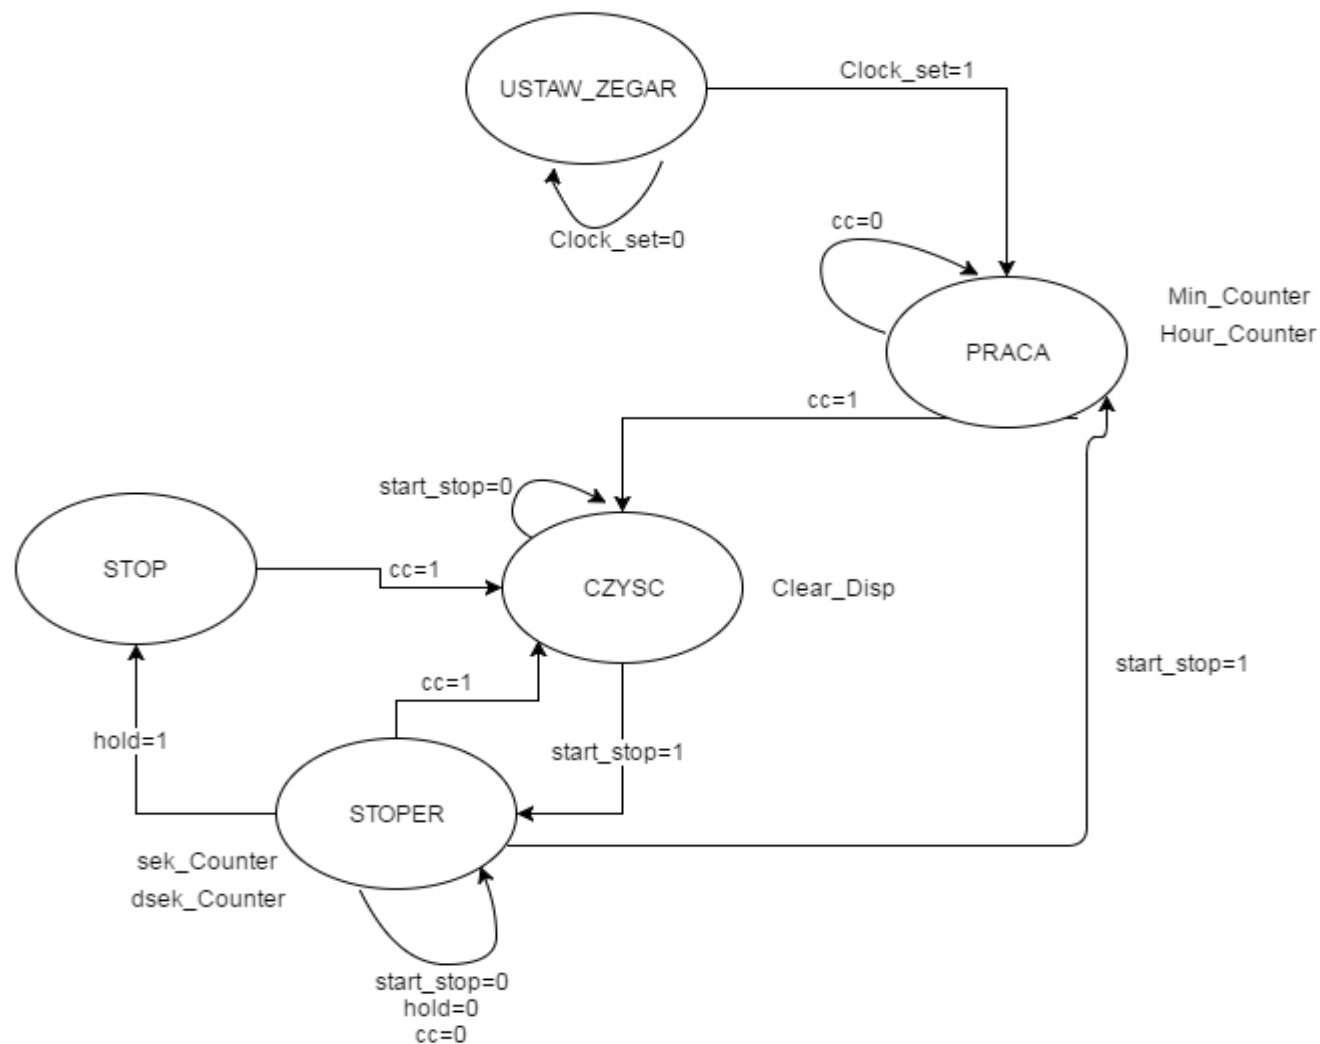 Clock_set=1
USTAW_ZEGAR
cc=0
Clock_set=0
Min_Counter
Hour_Counter
PRACA
cc=1
start_stop=0
STOP
cc=1
CZYSC
Clear_Disp
start_stop=1
cc=1
hold=1
start_stop=1
STOPER
sek_Counter
dsek_Counter
start_stop=0
hold=0
cc=0